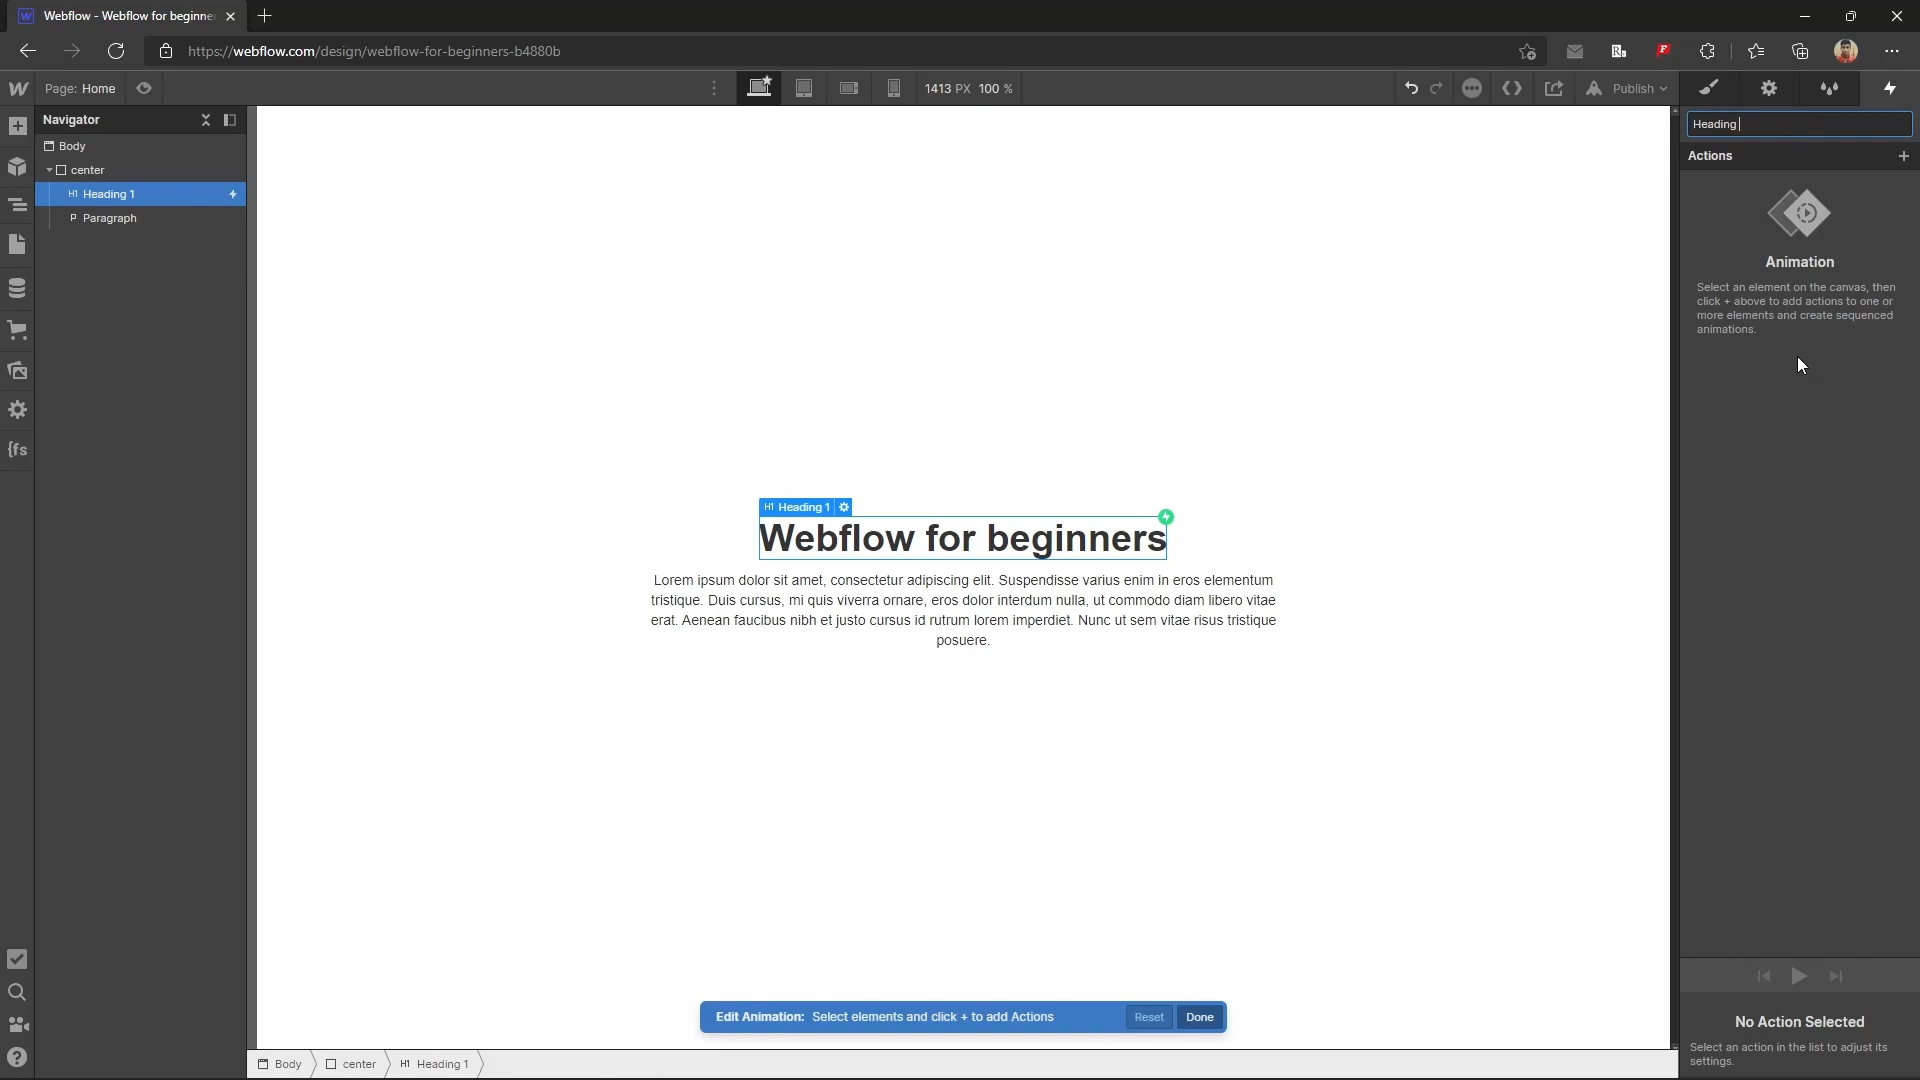 Webflow - Webflow for beginne
https://webflow.com/design/webflow-for-beginners-b4880b
Page: Home
1413 PX 100 %
Publish
Navigator
Body
center
H1 Heading 1
P Paragraph
{fs
H1 Heading 1
Webflow for beginners
Lorem ipsum dolor sit amet, consectetur adipiscing elit. Suspendisse varius enim in eros elementum
tristique. Duis cursus, mi quis viverra ornare, eros dolor interdum nulla, ut commodo diam libero vitae
erat. Aenean faucibus nibh et justo cursus id rutrum lorem imperdiet. Nunc ut sem vitae risus tristique
posuere.
Edit Animation: Select elements and click + to add Actions
Reset
Done
Body
center
H1 Heading 1
Heading
Actions
Animation
Select an element on the canvas, then
click + above to add actions to one or
more elements and create sequenced
animations.
No Action Selected
Select an action in the list to adjust its
settings.